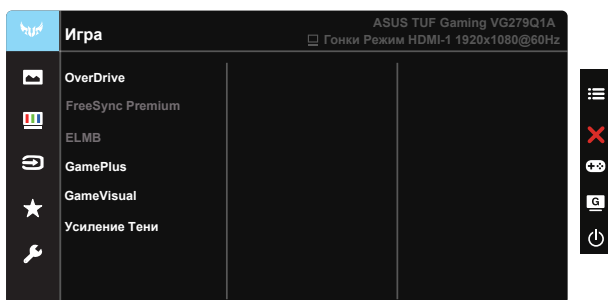 Игра
ASUS TUF Gaming VG279Q1A
Гонки Режим HDMI-1 1920x1080@60Hz
OverDrive
FreeSync Premium
ELMB
GamePlus
GameVisual
Усиление Тени
G